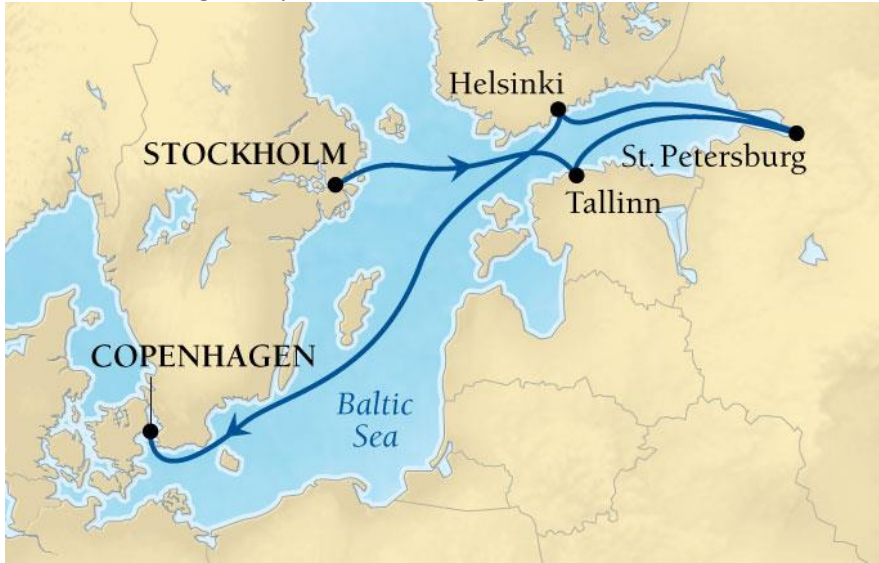 Helsinki
STOCKHOLM
St. Petersburg
Tallinn
COPENHAGEN
Baltic
Sea